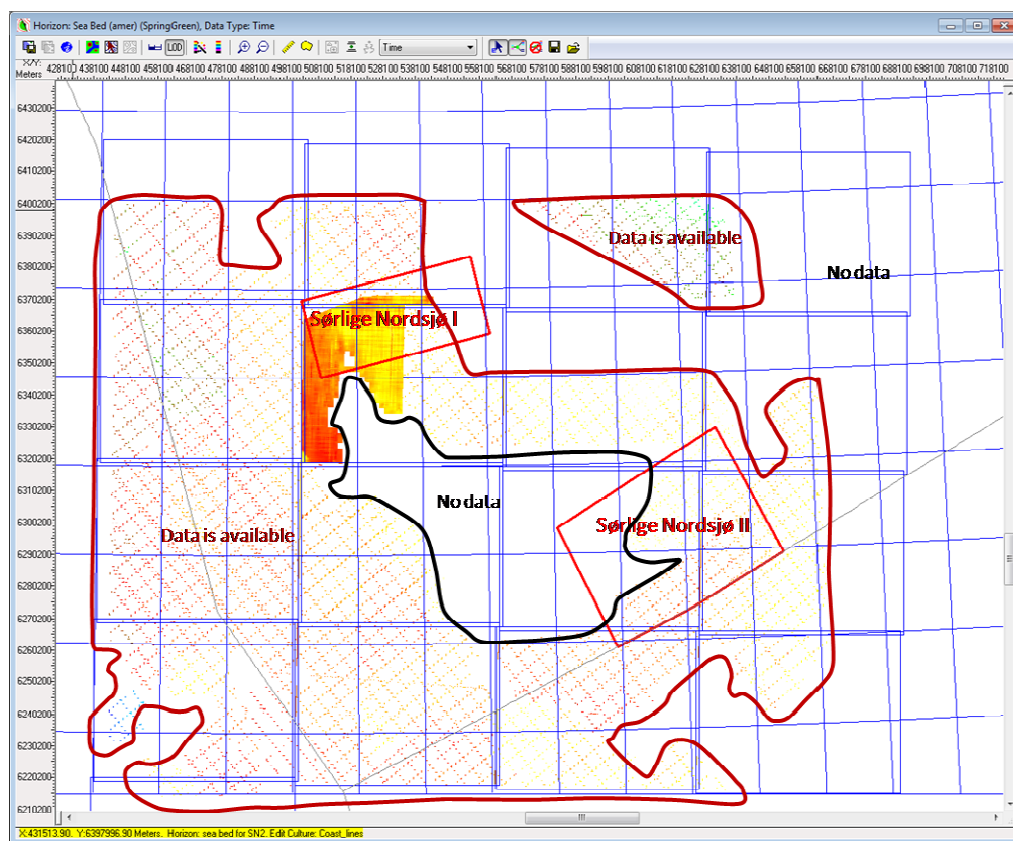 Horizon: Sea Bed (amer) (SpringGreen), Data Type: Time
LOD
Time
X/Y:
Meters
428100 438100 448100 458100 468100 478100 488100 498100 508100 518100 528100 538100 548100 558100 568100 578100 588100 598100 608100 618100 628100 638100 648100 658100 668100 678100 688100 698100 708100 718100
6430200
6420200
6410200
6400200
6390200
6380200
6370200
6360200
6350200
6340200
6330200
6320200
6310200
6300200
6290200
6280200
6270200
6260200
6250200
6240200
6230200
6220200
6210200
Data is available
No data
Sørlige Nordsjø I
No data
Sørlige Nordsjø II
Data is available
X:431513.90, Y:6397996.90 Meters. Horizon: sea bed for SN2. Edit Culture: Coast_lines